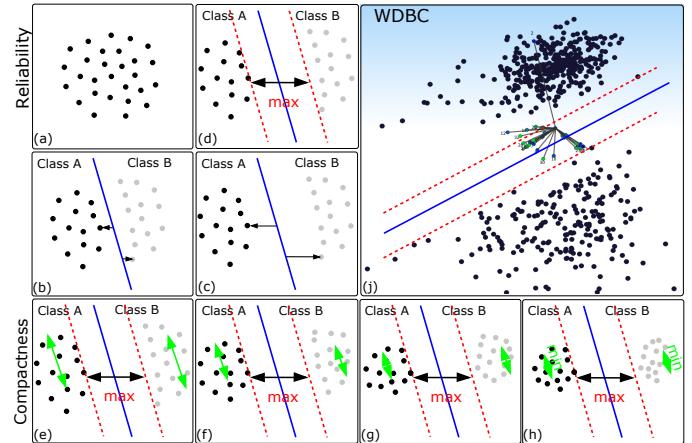 Reliability
(a)
Class A
Class B
max
(d)
WDBC
(j)
Class A
Class B
(b)
Class A
Class B
(c)
Compactness
Class A
Class B
max
(e)
Class A
Class B
max
(f)
Class A
Class B
max
(g)
Class A
Class B
min
min
max
(h)